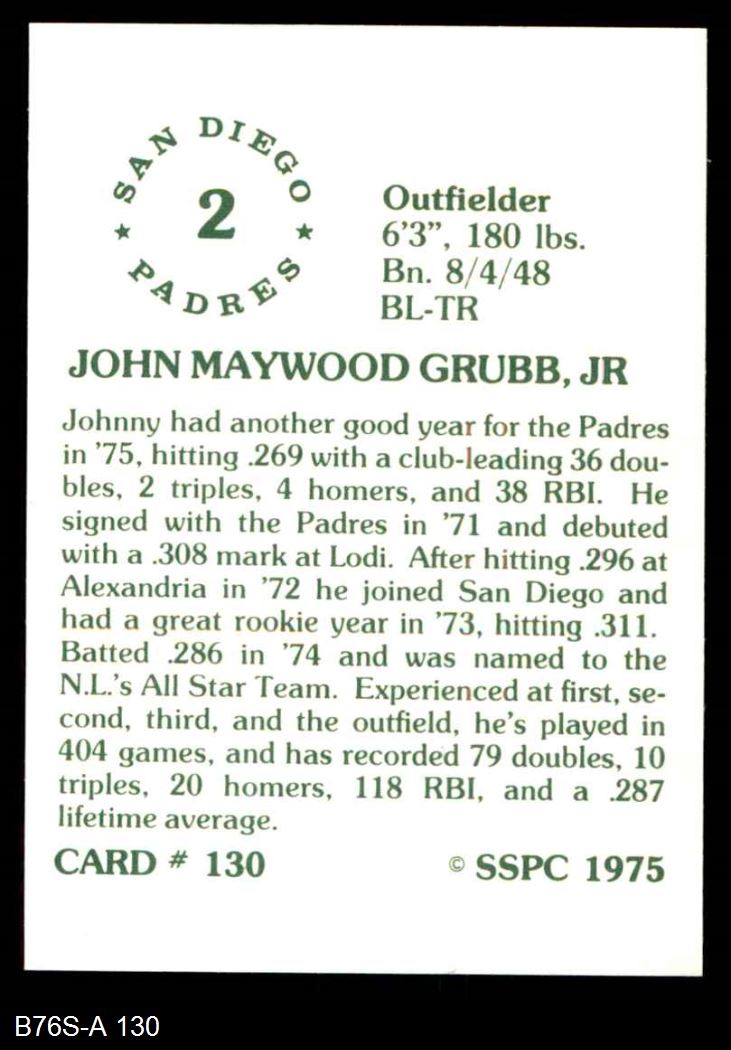 SAN DIEGO
2
★ PADRES ★
Outfielder
6'3", 180 lbs.
Bn. 8/4/48
BL-TR
JOHN MAYWOOD GRUBB, JR
Johnny had another good year for the Padres
in '75, hitting .269 with a club-leading 36 dou-
bles, 2 triples, 4 homers, and 38 RBI. He
signed with the Padres in '71 and debuted
with a .308 mark at Lodi. After hitting .296 at
Alexandria in '72 he joined San Diego and
had a great rookie year in '73, hitting .311.
Batted .286 in '74 and was named to the
N.L.'s All Star Team. Experienced at first, se-
cond, third, and the outfield, he's played in
404 games, and has recorded 79 doubles, 10
triples, 20 homers, 118 RBI, and a .287
lifetime average.
CARD # 130
© SSPC 1975
B76S-A 130